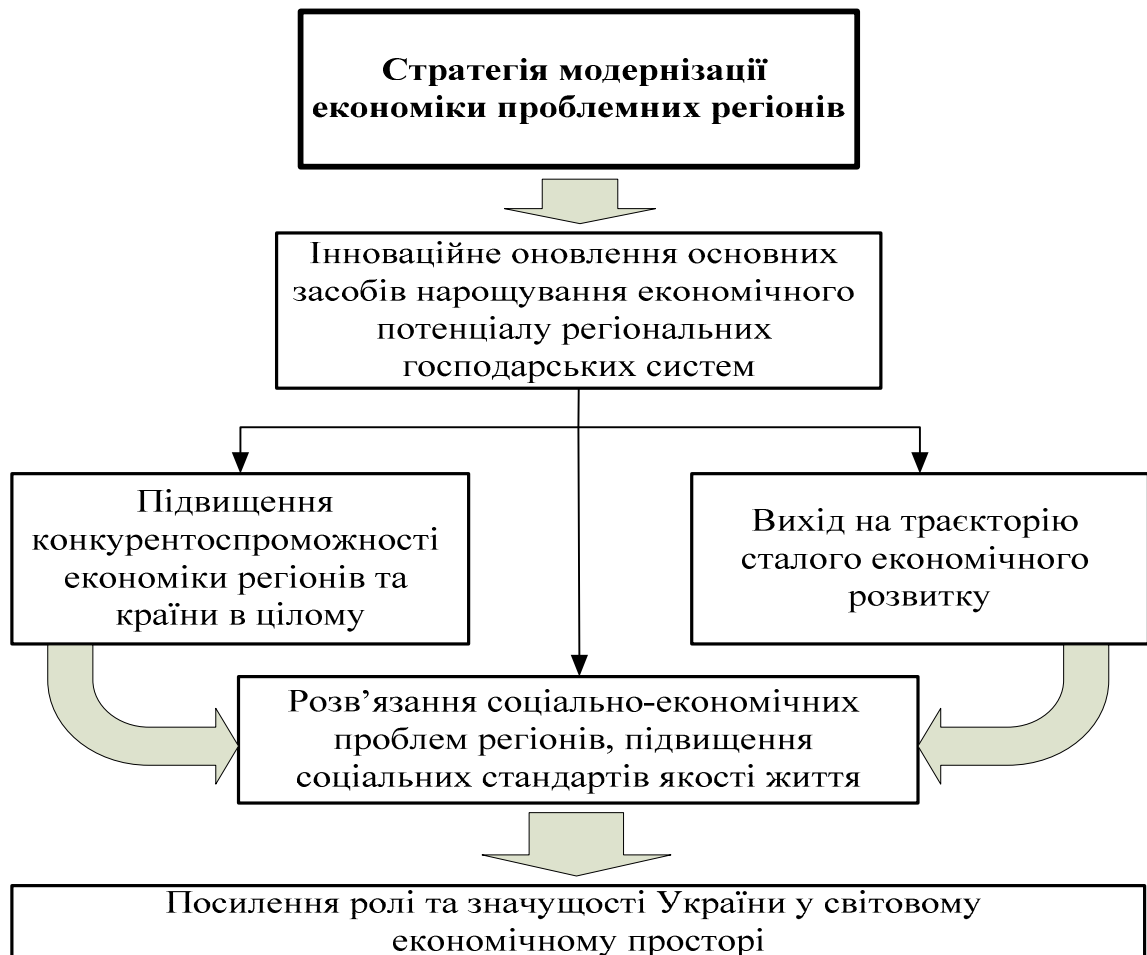 Стратегія модернізації
економіки проблемних регіонів
Інноваційне оновлення основних
засобів нарощування економічного
потенціалу регіональних
господарських систем
Підвищення
конкурентоспроможності
економіки регіонів та
країни в цілому
Вихід на траєкторію
сталого економічного
розвитку
Розв’язання соціально-економічних
проблем регіонів, підвищення
соціальних стандартів якості життя
Посилення ролі та значущості України у світовому
економічному просторі